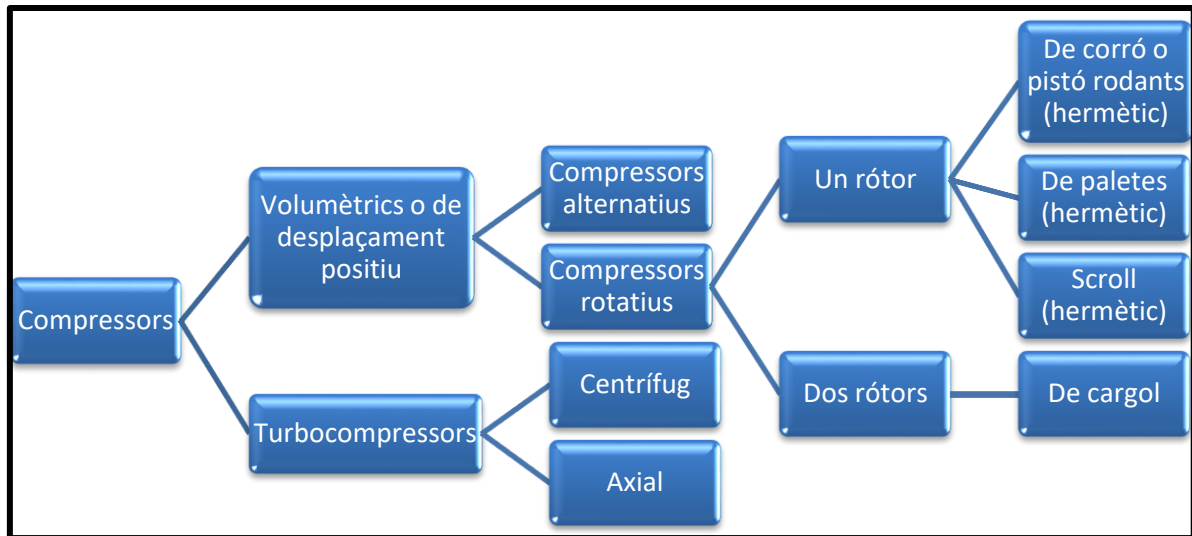 Compressors
Volumètrics o de
desplaçament
positiu
Turbocompressors
Compressors
alternatius
Compressors
rotatius
Centrífug
Axial
Un rótor
Dos rótors
De corró o
pistó rodants
(hermètic)
De paletes
(hermètic)
Scroll
(hermètic)
De cargol